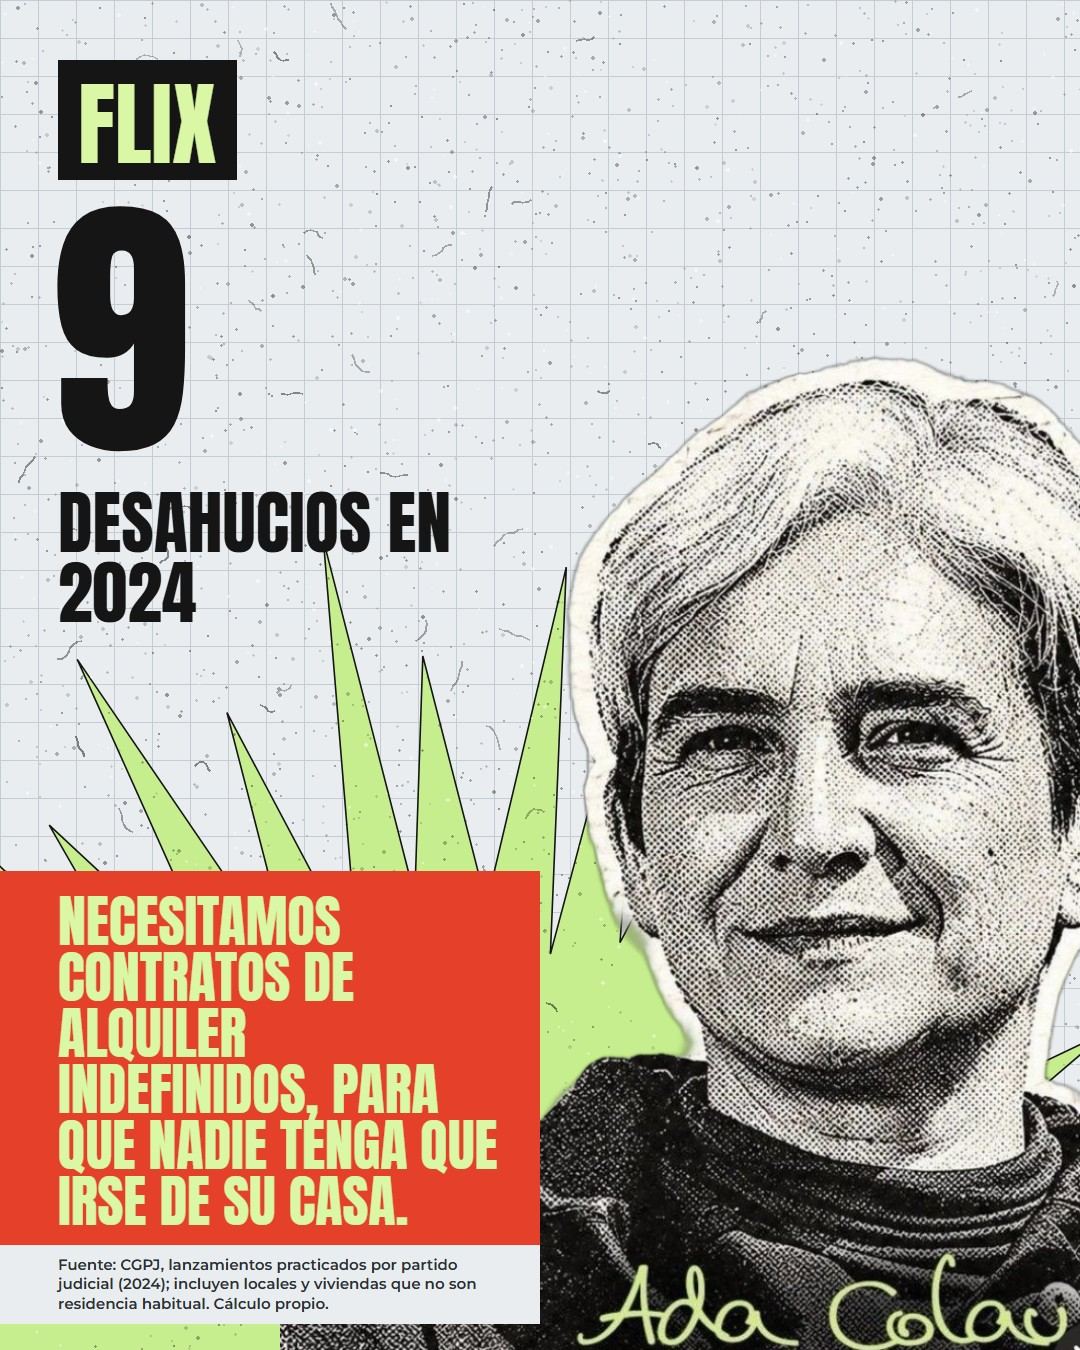 FLIX
9
DESAHUCIOS EN
2024
NECESITAMOS
CONTRATOS DE
ALQUILER
INDEFINIDOS, PARA
QUE NADIE TENGA QUE
IRSE DE SU CASA.
Fuente: CGPJ, lanzamientos practicados por partido
judicial (2024); incluyen locales y viviendas que no son
residencia habitual. Cálculo propio.
Ada Colau